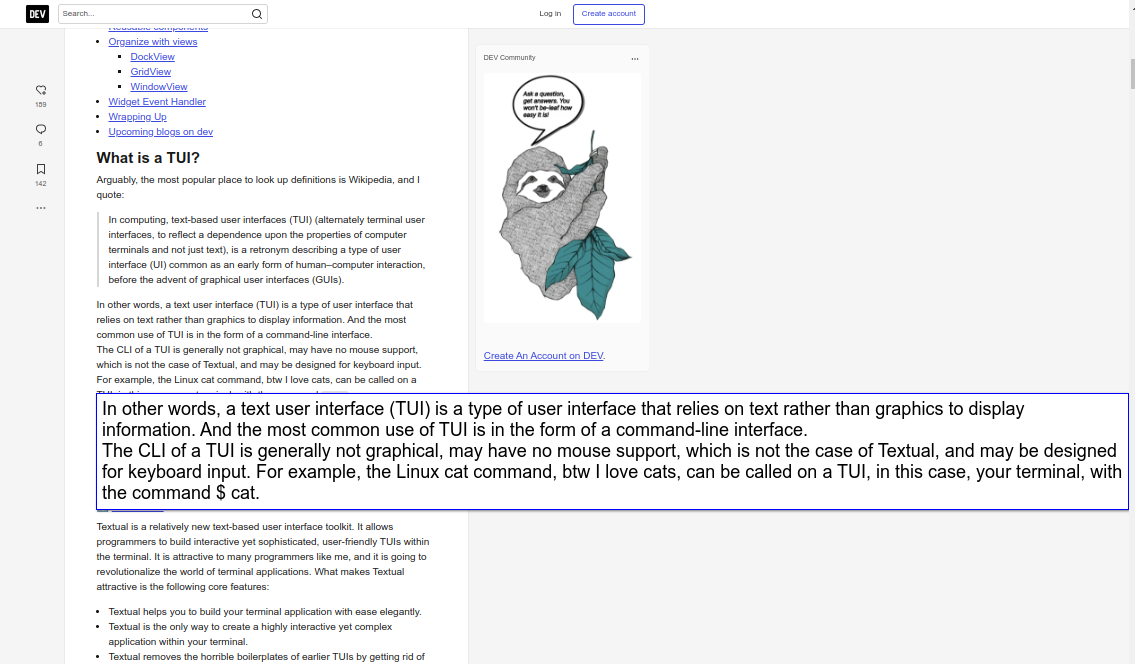 DEV
Search...
Log in
Create account
Reusable components
Organize with views
DockView
GridView
WindowView
Widget Event Handler
Wrapping Up
Upcoming blogs on dev
189
6
142
What is a TUI?
Arguably, the most popular place to look up definitions is Wikipedia, and I
quote:
In computing, text-based user interfaces (TUI) (alternately terminal user
interfaces, to reflect a dependence upon the properties of computer
terminals and not just text), is a retronym describing a type of user
interface (UI) common as an early form of human–computer interaction,
before the advent of graphical user interfaces (GUIs).
In other words, a text user interface (TUI) is a type of user interface that
relies on text rather than graphics to display information. And the most
common use of TUI is in the form of a command-line interface.
The CLI of a TUI is generally not graphical, may have no mouse support,
which is not the case of Textual, and may be designed for keyboard input.
For example, the Linux cat command, btw I love cats, can be called on a
In other words, a text user interface (TUI) is a type of user interface that relies on text rather than graphics to display
information. And the most common use of TUI is in the form of a command-line interface.
The CLI of a TUI is generally not graphical, may have no mouse support, which is not the case of Textual, and may be designed
for keyboard input. For example, the Linux cat command, btw I love cats, can be called on a TUI, in this case, your terminal, with
the command $ cat.
Textual is a relatively new text-based user interface toolkit. It allows
programmers to build interactive yet sophisticated, user-friendly TUIs within
the terminal. It is attractive to many programmers like me, and it is going to
revolutionalize the world of terminal applications. What makes Textual
attractive is the following core features:
Textual helps you to build your terminal application with ease elegantly.
Textual is the only way to create a highly interactive yet complex
application within your terminal.
Textual removes the horrible boilerplates of earlier TUIs by getting rid of
DEV Community
Ask a question,
get answers. You
won't be-leaf how
easy it is!
Create An Account on DEV.